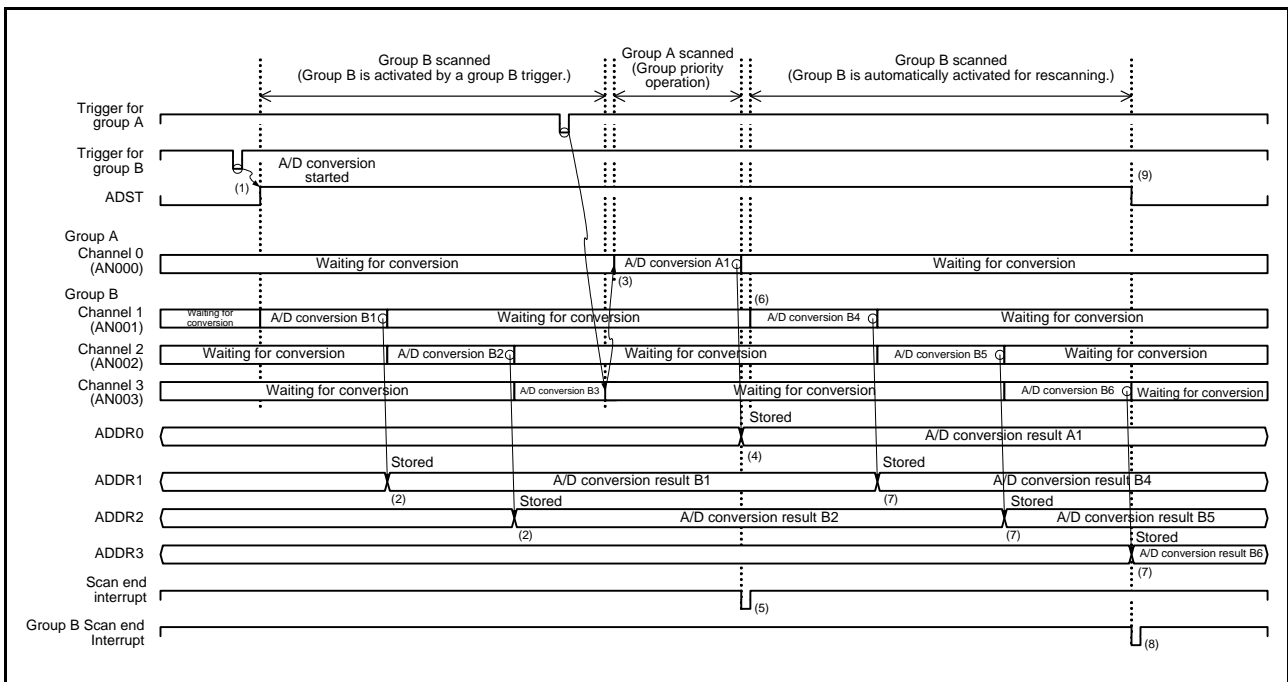 Group B scanned
(Group B is activated by a group B trigger.)
Group A scanned
(Group priority
operation)
Group B scanned
(Group B is automatically activated for rescanning.)
Trigger for
group A
Trigger for
group B
A/D conversion
started
(1)
(9)
ADST
Group A
Channel 0
(AN000)
Waiting for conversion
A/D conversion A1
Waiting for conversion
(3)
Group B
(6)
Channel 1
(AN001)
Waiting for
conversion
A/D conversion B1
Waiting for conversion
A/D conversion B4
Waiting for conversion
Channel 2
(AN002)
Waiting for conversion
A/D conversion B2
Waiting for conversion
A/D conversion B5
Waiting for conversion
Channel 3
(AN003)
Waiting for conversion
A/D conversion B3
Waiting for conversion
A/D conversion B6
Waiting for conversion
Stored
ADDR0
A/D conversion result A1
(4)
Stored
Stored
ADDR1
A/D conversion result B1
A/D conversion result B4
(2)
(7)
Stored
Stored
ADDR2
A/D conversion result B2
A/D conversion result B5
(2)
(7)
Stored
ADDR3
A/D conversion result B6
(7)
Scan end
interrupt
(5)
Group B Scan end
Interrupt
(8)